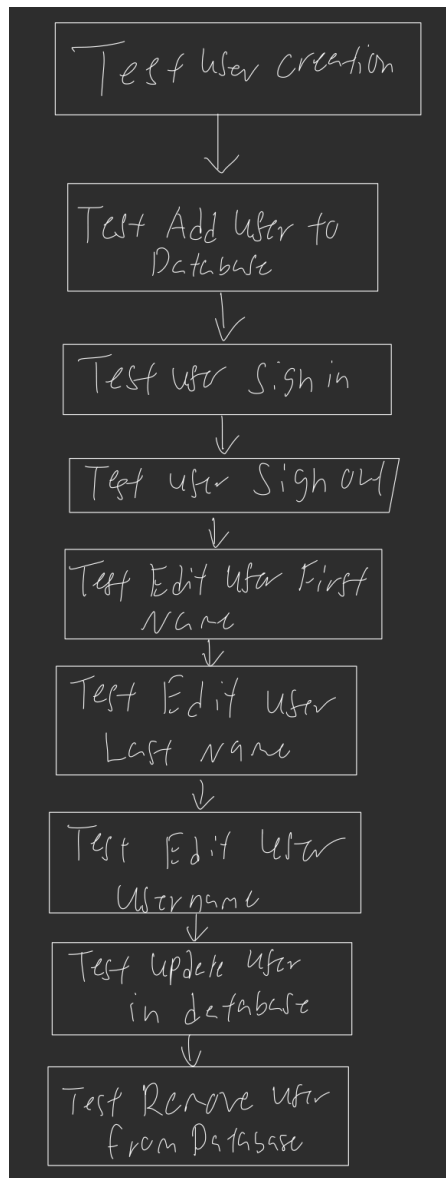 Test user creation
Test Add User to
Database
Test user Sign in
Test user Sign out
Test Edit User First
Name
Test Edit User
Last name
Test Edit User
Username
Test update user
in database
Test Remove user
from Database